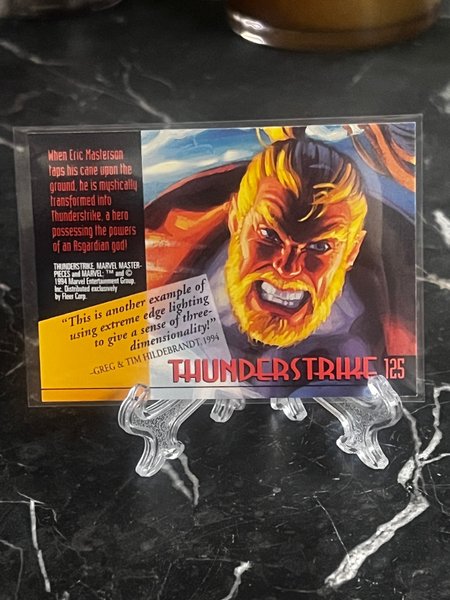 When Eric Masterson
taps his cane upon the
ground, he is mystically
transformed into
Thunderstrike, a hero
possessing the powers
of an Asgardian god!
THUNDERSTRIKE, MARVEL MASTER-
PIECES and MARVEL: ™ and ©
1994 Marvel Entertainment Group,
Inc. Distributed exclusively
by Fleer Corp.
"This is another example of
using extreme edge lighting
to give a sense of three-
dimensionality!"
-GREG & TIM HILDEBRANDT, 1994
THUNDERSTRIKE 125